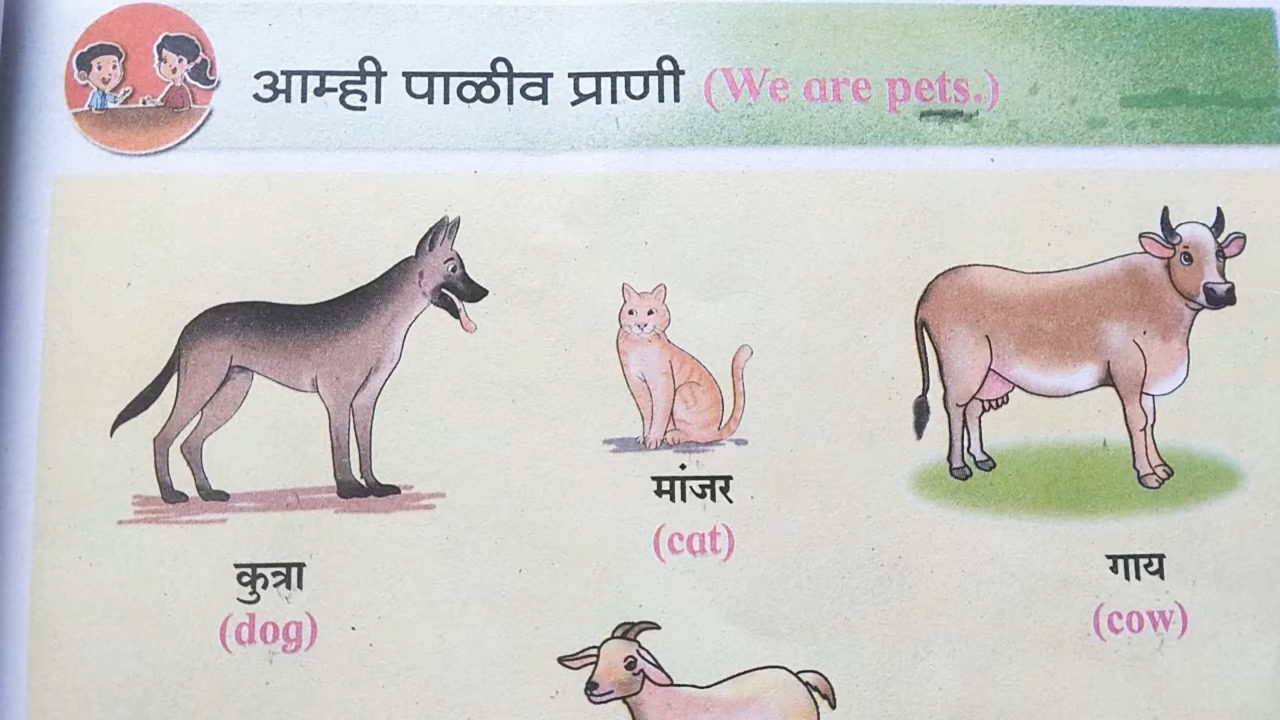 आम्ही पाळीव प्राणी (We are pets.)
मांजर
(cat)
कुत्रा
(dog)
गाय
(cow)